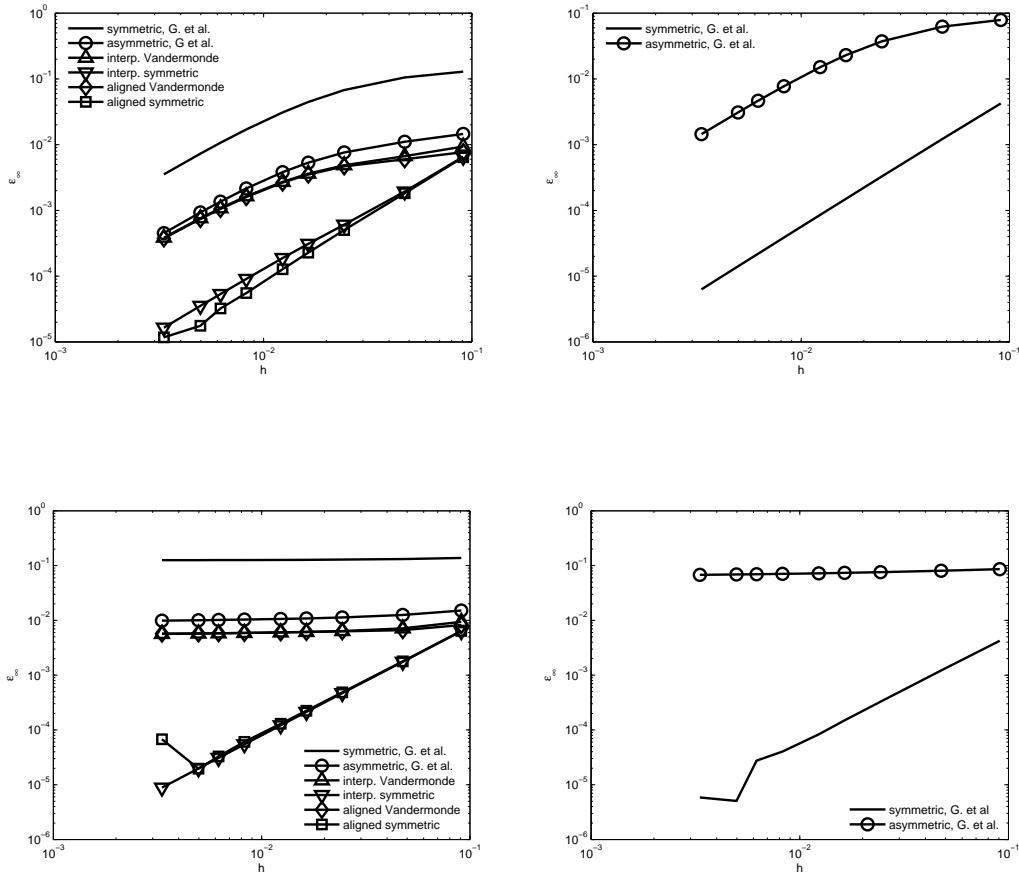 10^0
10^-1
10^-2
10^-3
10^-4
10^-5
ε∞
symmetric, G. et al.
asymmetric, G et al.
interp. Vandermonde
interp. symmetric
aligned Vandermonde
aligned symmetric
10^-3
10^-2
10^-1
h
10^-1
10^-2
10^-3
10^-4
10^-5
10^-6
ε∞
symmetric, G. et al.
asymmetric, G. et al.
10^-3
10^-2
10^-1
h
10^0
10^-1
10^-2
10^-3
10^-4
10^-5
10^-6
ε∞
symmetric, G. et al.
asymmetric, G. et al.
interp. Vandermonde
interp. symmetric
aligned Vandermonde
aligned symmetric
10^-3
10^-2
10^-1
h
10^0
10^-1
10^-2
10^-3
10^-4
10^-5
10^-6
ε∞
symmetric, G. et al
asymmetric, G. et al.
10^-3
10^-2
10^-1
h